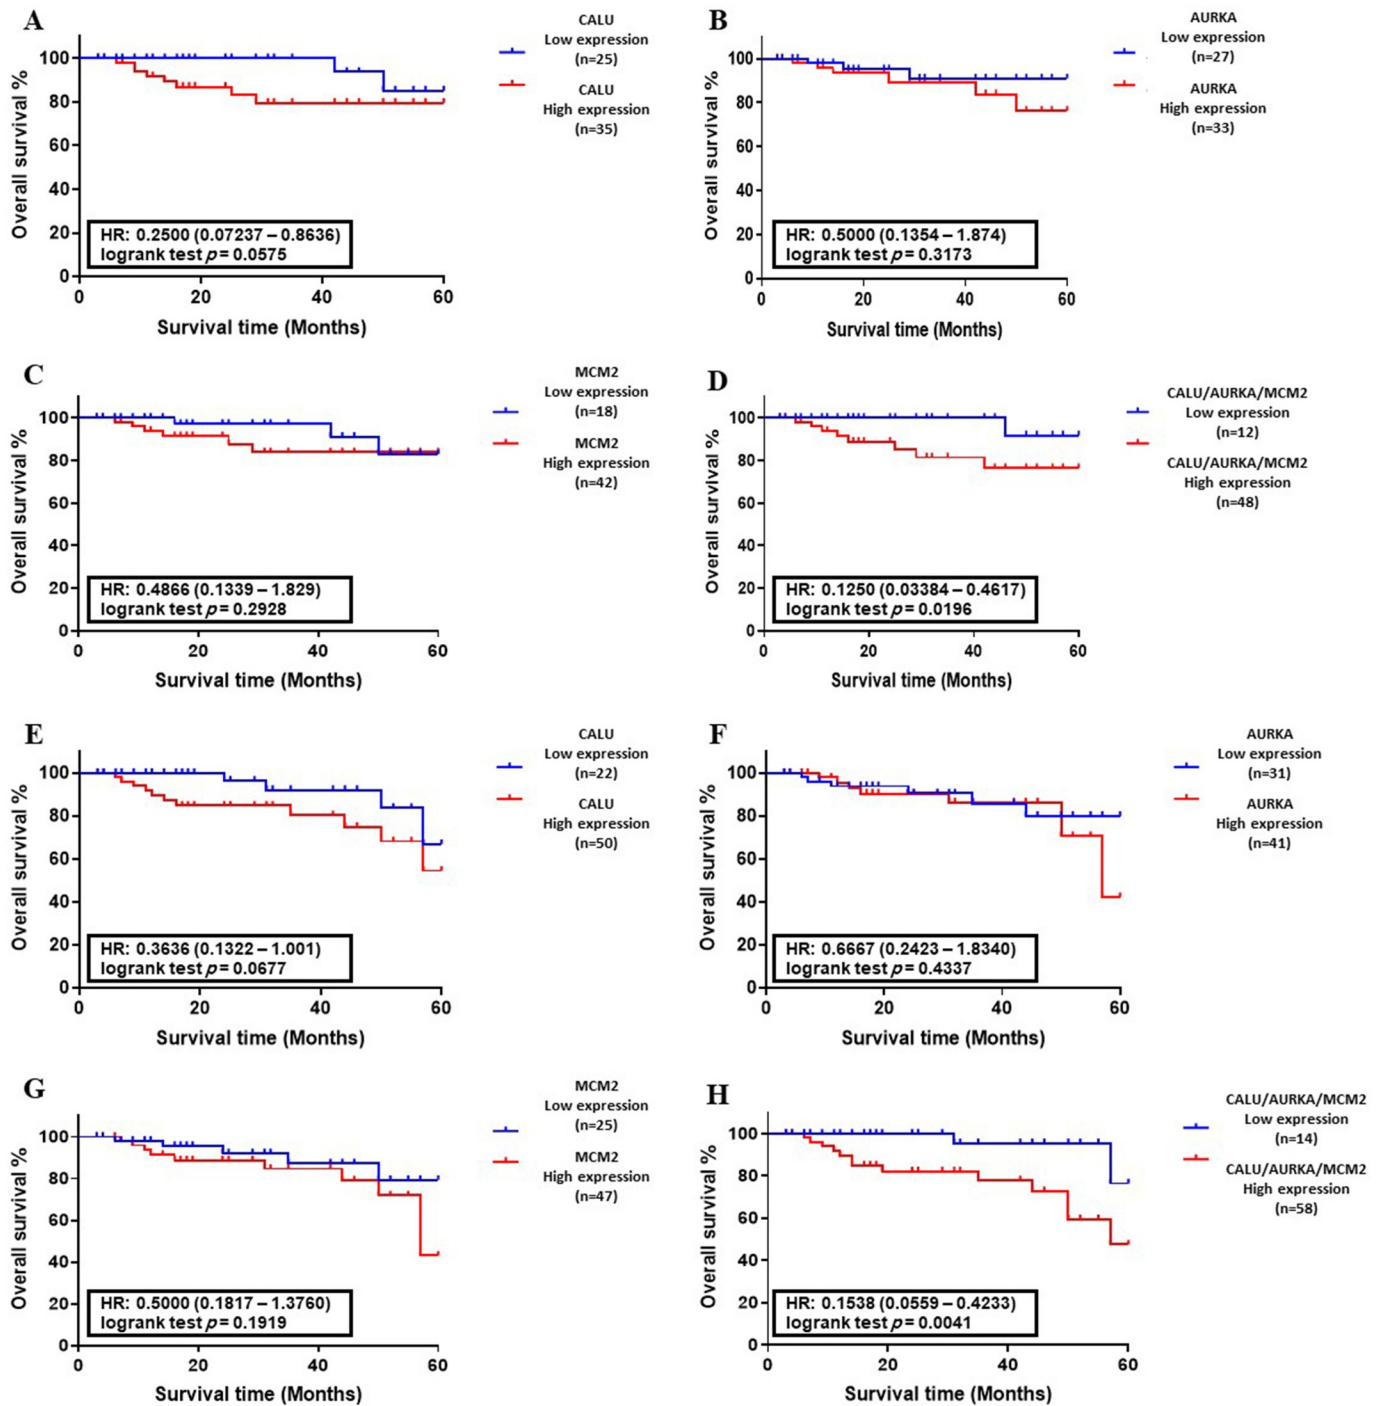 A
CALU
Low expression
(n=25)
CALU
High expression
(n=35)
Overall survival %
100
80
60
40
20
0
HR: 0.2500 (0.07237 – 0.8636)
logrank test p = 0.0575
0 20 40 60
Survival time (Months)
B
AURKA
Low expression
(n=27)
AURKA
High expression
(n=33)
Overall survival %
100
80
60
40
20
0
HR: 0.5000 (0.1354 – 1.874)
logrank test p = 0.3173
0 20 40 60
Survival time (Months)
C
MCM2
Low expression
(n=18)
MCM2
High expression
(n=42)
Overall survival %
100
80
60
40
20
0
HR: 0.4866 (0.1339 – 1.829)
logrank test p = 0.2928
0 20 40 60
Survival time (Months)
D
CALU/AURKA/MCM2
Low expression
(n=12)
CALU/AURKA/MCM2
High expression
(n=48)
Overall survival %
100
80
60
40
20
0
HR: 0.1250 (0.03384 – 0.4617)
logrank test p = 0.0196
0 20 40 60
Survival time (Months)
E
CALU
Low expression
(n=22)
CALU
High expression
(n=50)
Overall survival %
100
80
60
40
20
0
HR: 0.3636 (0.1322 – 1.001)
logrank test p = 0.0677
0 20 40 60
Survival time (Months)
F
AURKA
Low expression
(n=31)
AURKA
High expression
(n=41)
Overall survival %
100
80
60
40
20
0
HR: 0.6667 (0.2423 – 1.8340)
logrank test p = 0.4337
0 20 40 60
Survival time (Months)
G
MCM2
Low expression
(n=25)
MCM2
High expression
(n=47)
Overall survival %
100
80
60
40
20
0
HR: 0.5000 (0.1817 – 1.3760)
logrank test p = 0.1919
0 20 40 60
Survival time (Months)
H
CALU/AURKA/MCM2
Low expression
(n=14)
CALU/AURKA/MCM2
High expression
(n=58)
Overall survival %
100
80
60
40
20
0
HR: 0.1538 (0.0559 – 0.4233)
logrank test p = 0.0041
0 20 40 60
Survival time (Months)